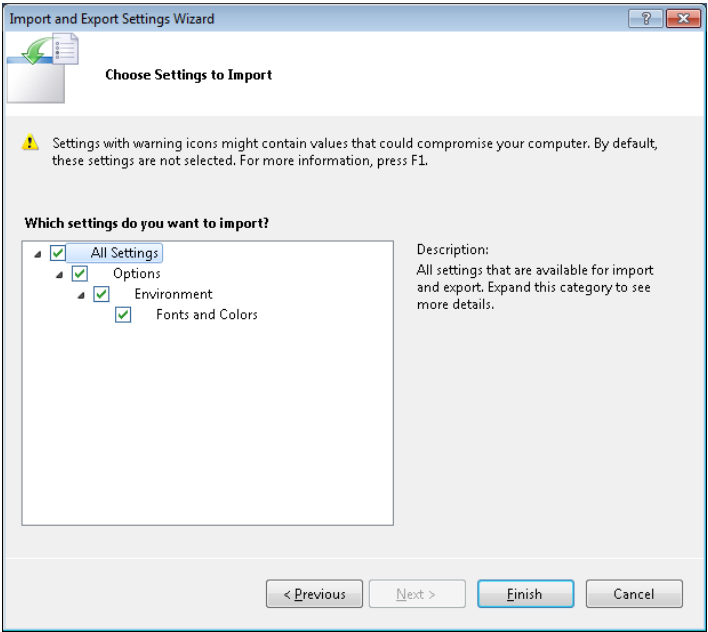 Import and Export Settings Wizard
Choose Settings to Import
Settings with warning icons might contain values that could compromise your computer. By default,
these settings are not selected. For more information, press F1.
Which settings do you want to import?
All Settings
Options
Environment
Fonts and Colors
Description:
All settings that are available for import
and export. Expand this category to see
more details.
< Previous
Next >
Finish
Cancel